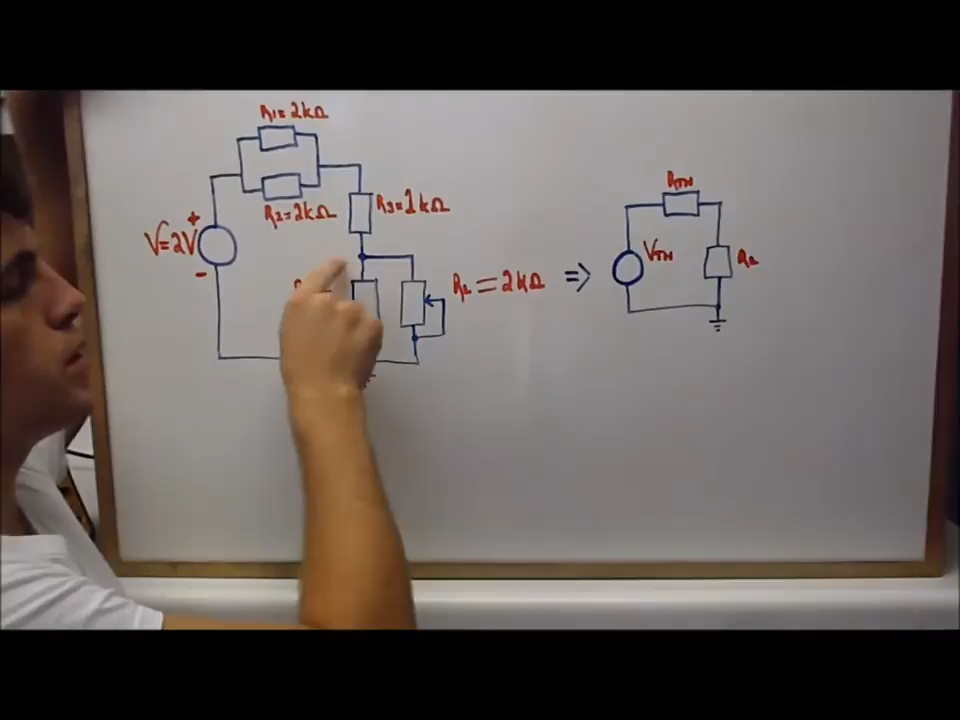 R1=2kΩ
R2=2kΩ
R3=1kΩ
V=2V
+
-
RL=2kΩ
=>
RTH
VTH
RL